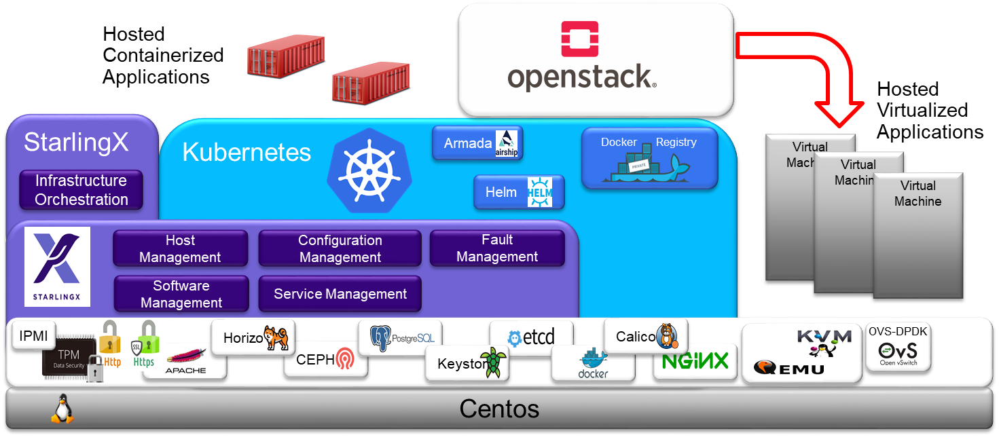 Hosted
Containerized
Applications
openstack®
Hosted
Virtualized
Applications
StarlingX
Infrastructure
Orchestration
Kubernetes
Armada
airship
Helm
HELM
Docker Registry
PRIVATE
Virtual
Mach
Virtual
Machin
Virtual
Machine
STARLINGX
Host
Management
Configuration
Management
Fault
Management
Software
Management
Service Management
IPMI
TPM
Data Security
Http
SSL
Https
APACHE
Horizo
CEPH
PostgreSQL
Keyston
etcd
docker
Calico
NGINX
KVM
QEMU
OVS-DPDK
OvS
Open vSwitch
Centos